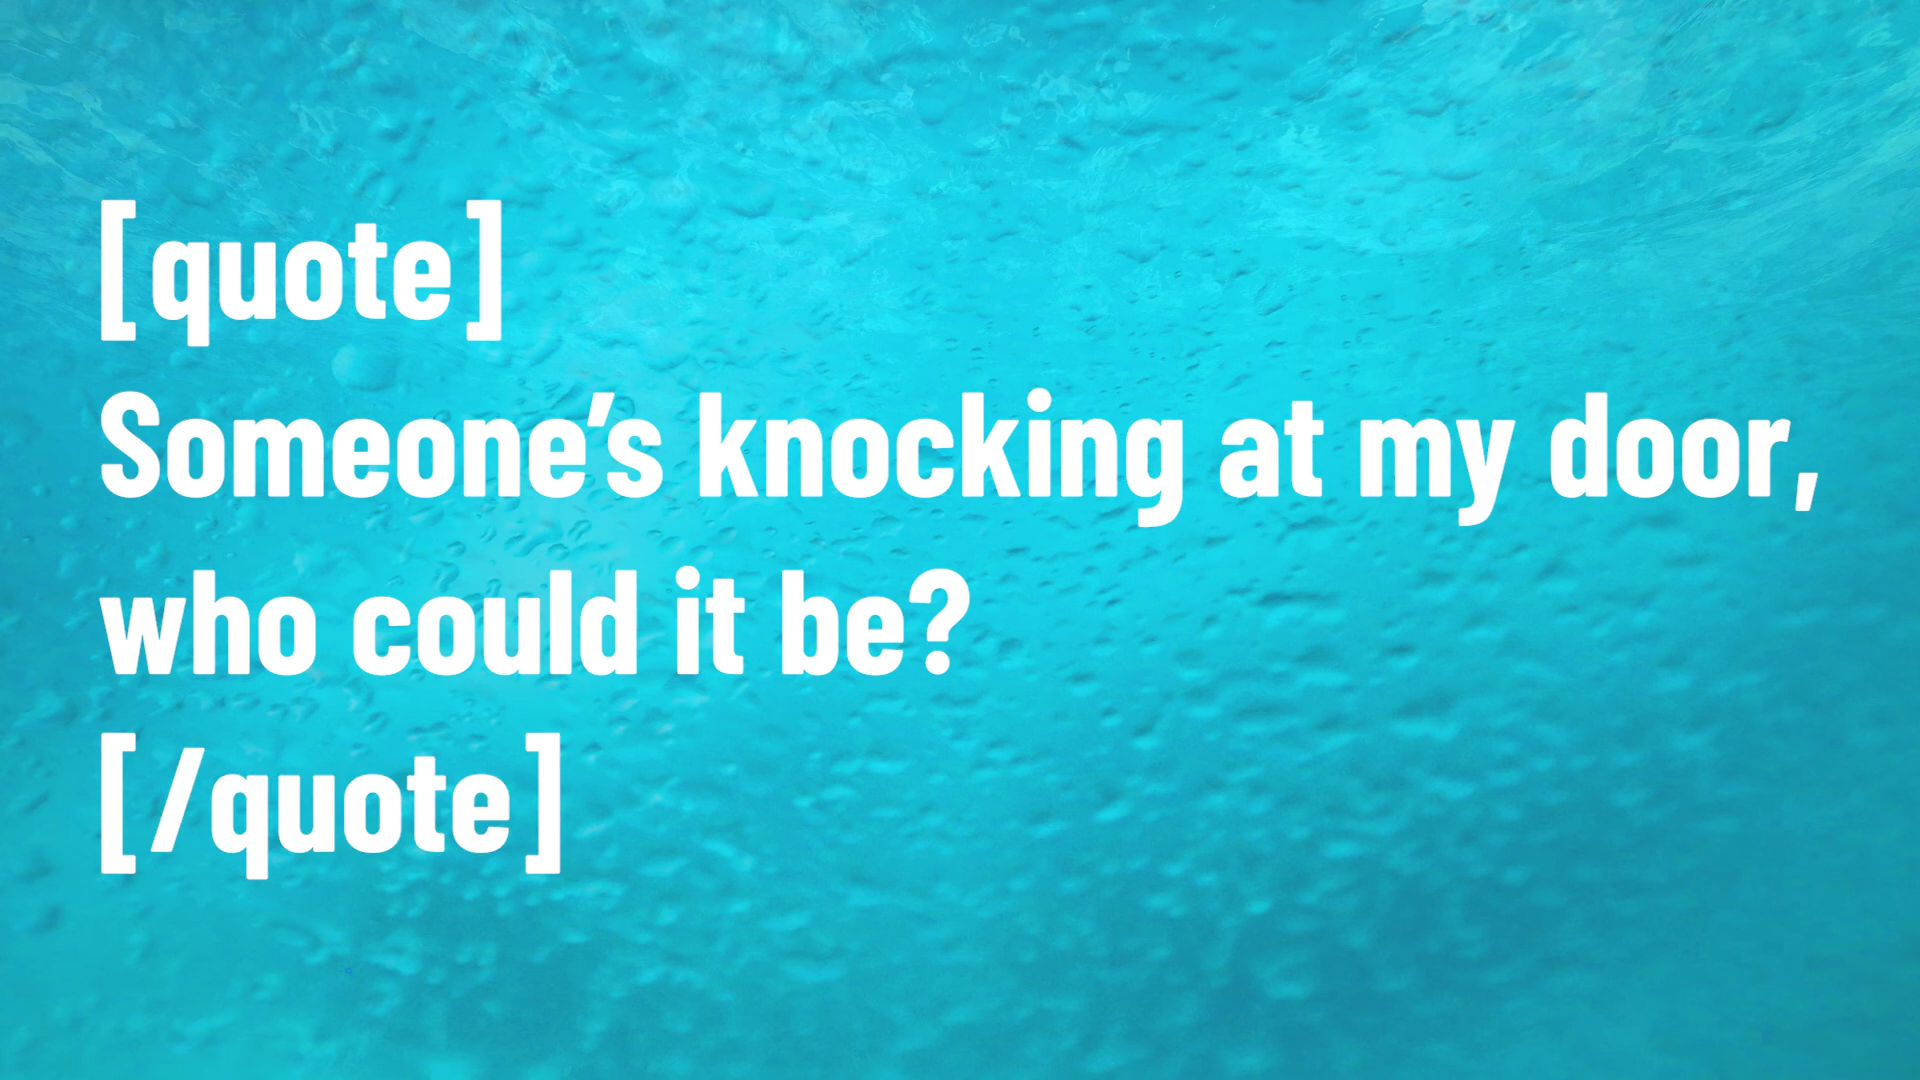 [quote]
Someone’s knocking at my door,
who could it be?
[/quote]